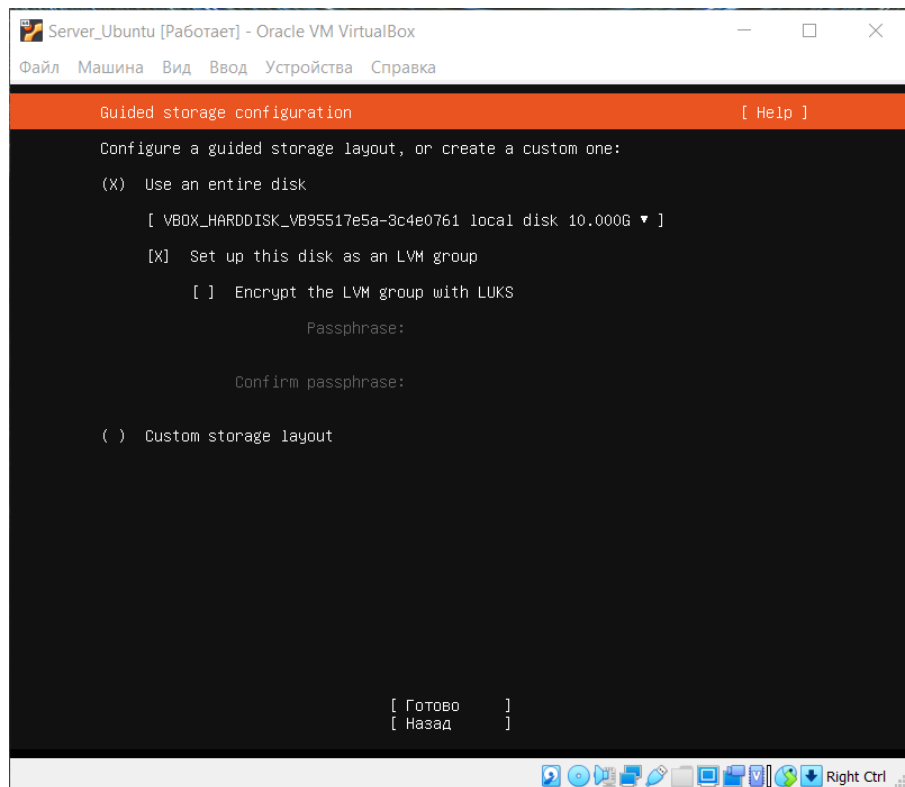 Server_Ubuntu [Работает] - Oracle VM VirtualBox
Файл Машина Вид Ввод Устройства Справка
Guided storage configuration [ Help ]
Configure a guided storage layout, or create a custom one:
(X) Use an entire disk
[ VBOX_HARDDISK_VB95517e5a-3c4e0761 local disk 10.000G ▾ ]
[X] Set up this disk as an LVM group
[ ] Encrypt the LVM group with LUKS
Passphrase:
Confirm passphrase:
( ) Custom storage layout
[ Готово ]
[ Назад ]
Right Ctrl